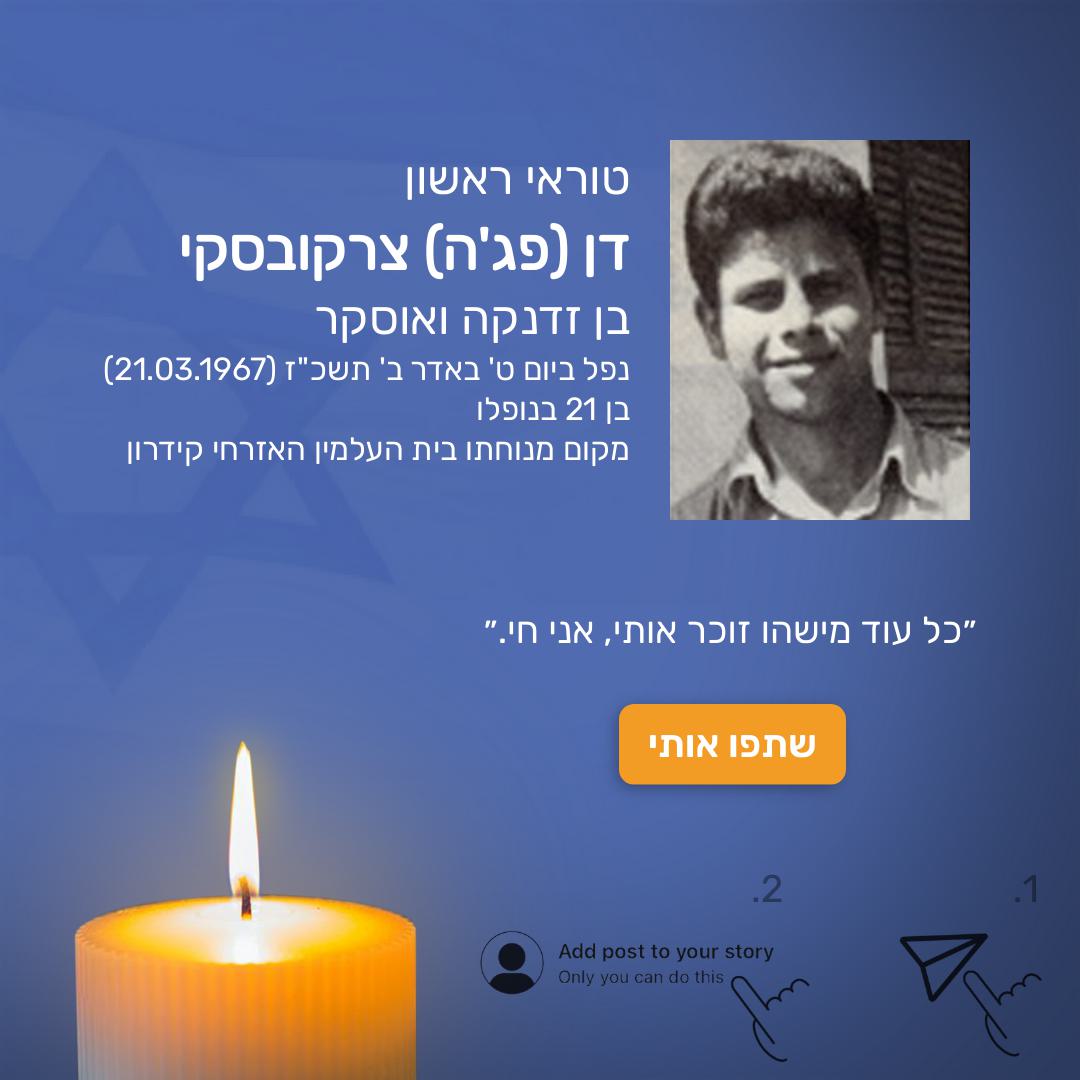 טוראי ראשון
דן (פג'ה) צרקובסקי
בן זדנקה ואוסקר
נפל ביום ט' באדר ב' תשכ"ז (21.03.1967)
בן 21 בנופלו
מקום מנוחתו בית העלמין האזרחי קידרון
״כל עוד מישהו זוכר אותי, אני חי.״
שתפו אותי
.1
.2
Add post to your story
Only you can do this